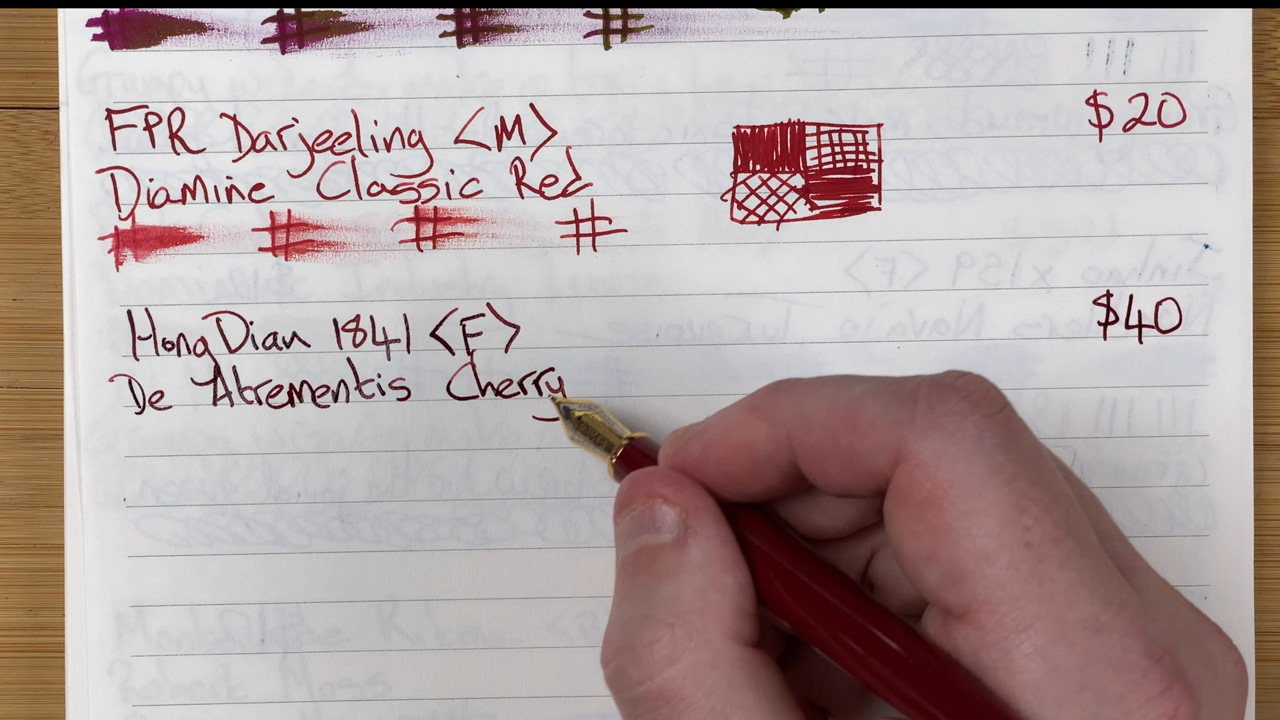 FPR Darjeeling <M> $20
Diamine Classic Red
HongDian 1841 <F> $40
De Atrementis Cherry